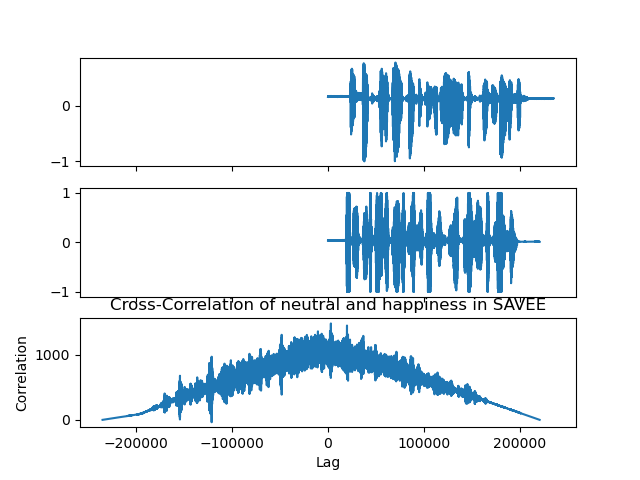 0
−1
1
0
−1
Cross-Correlation of neutral and happiness in SAVEE
1000
0
Correlation
−200000 −100000 0 100000 200000
Lag